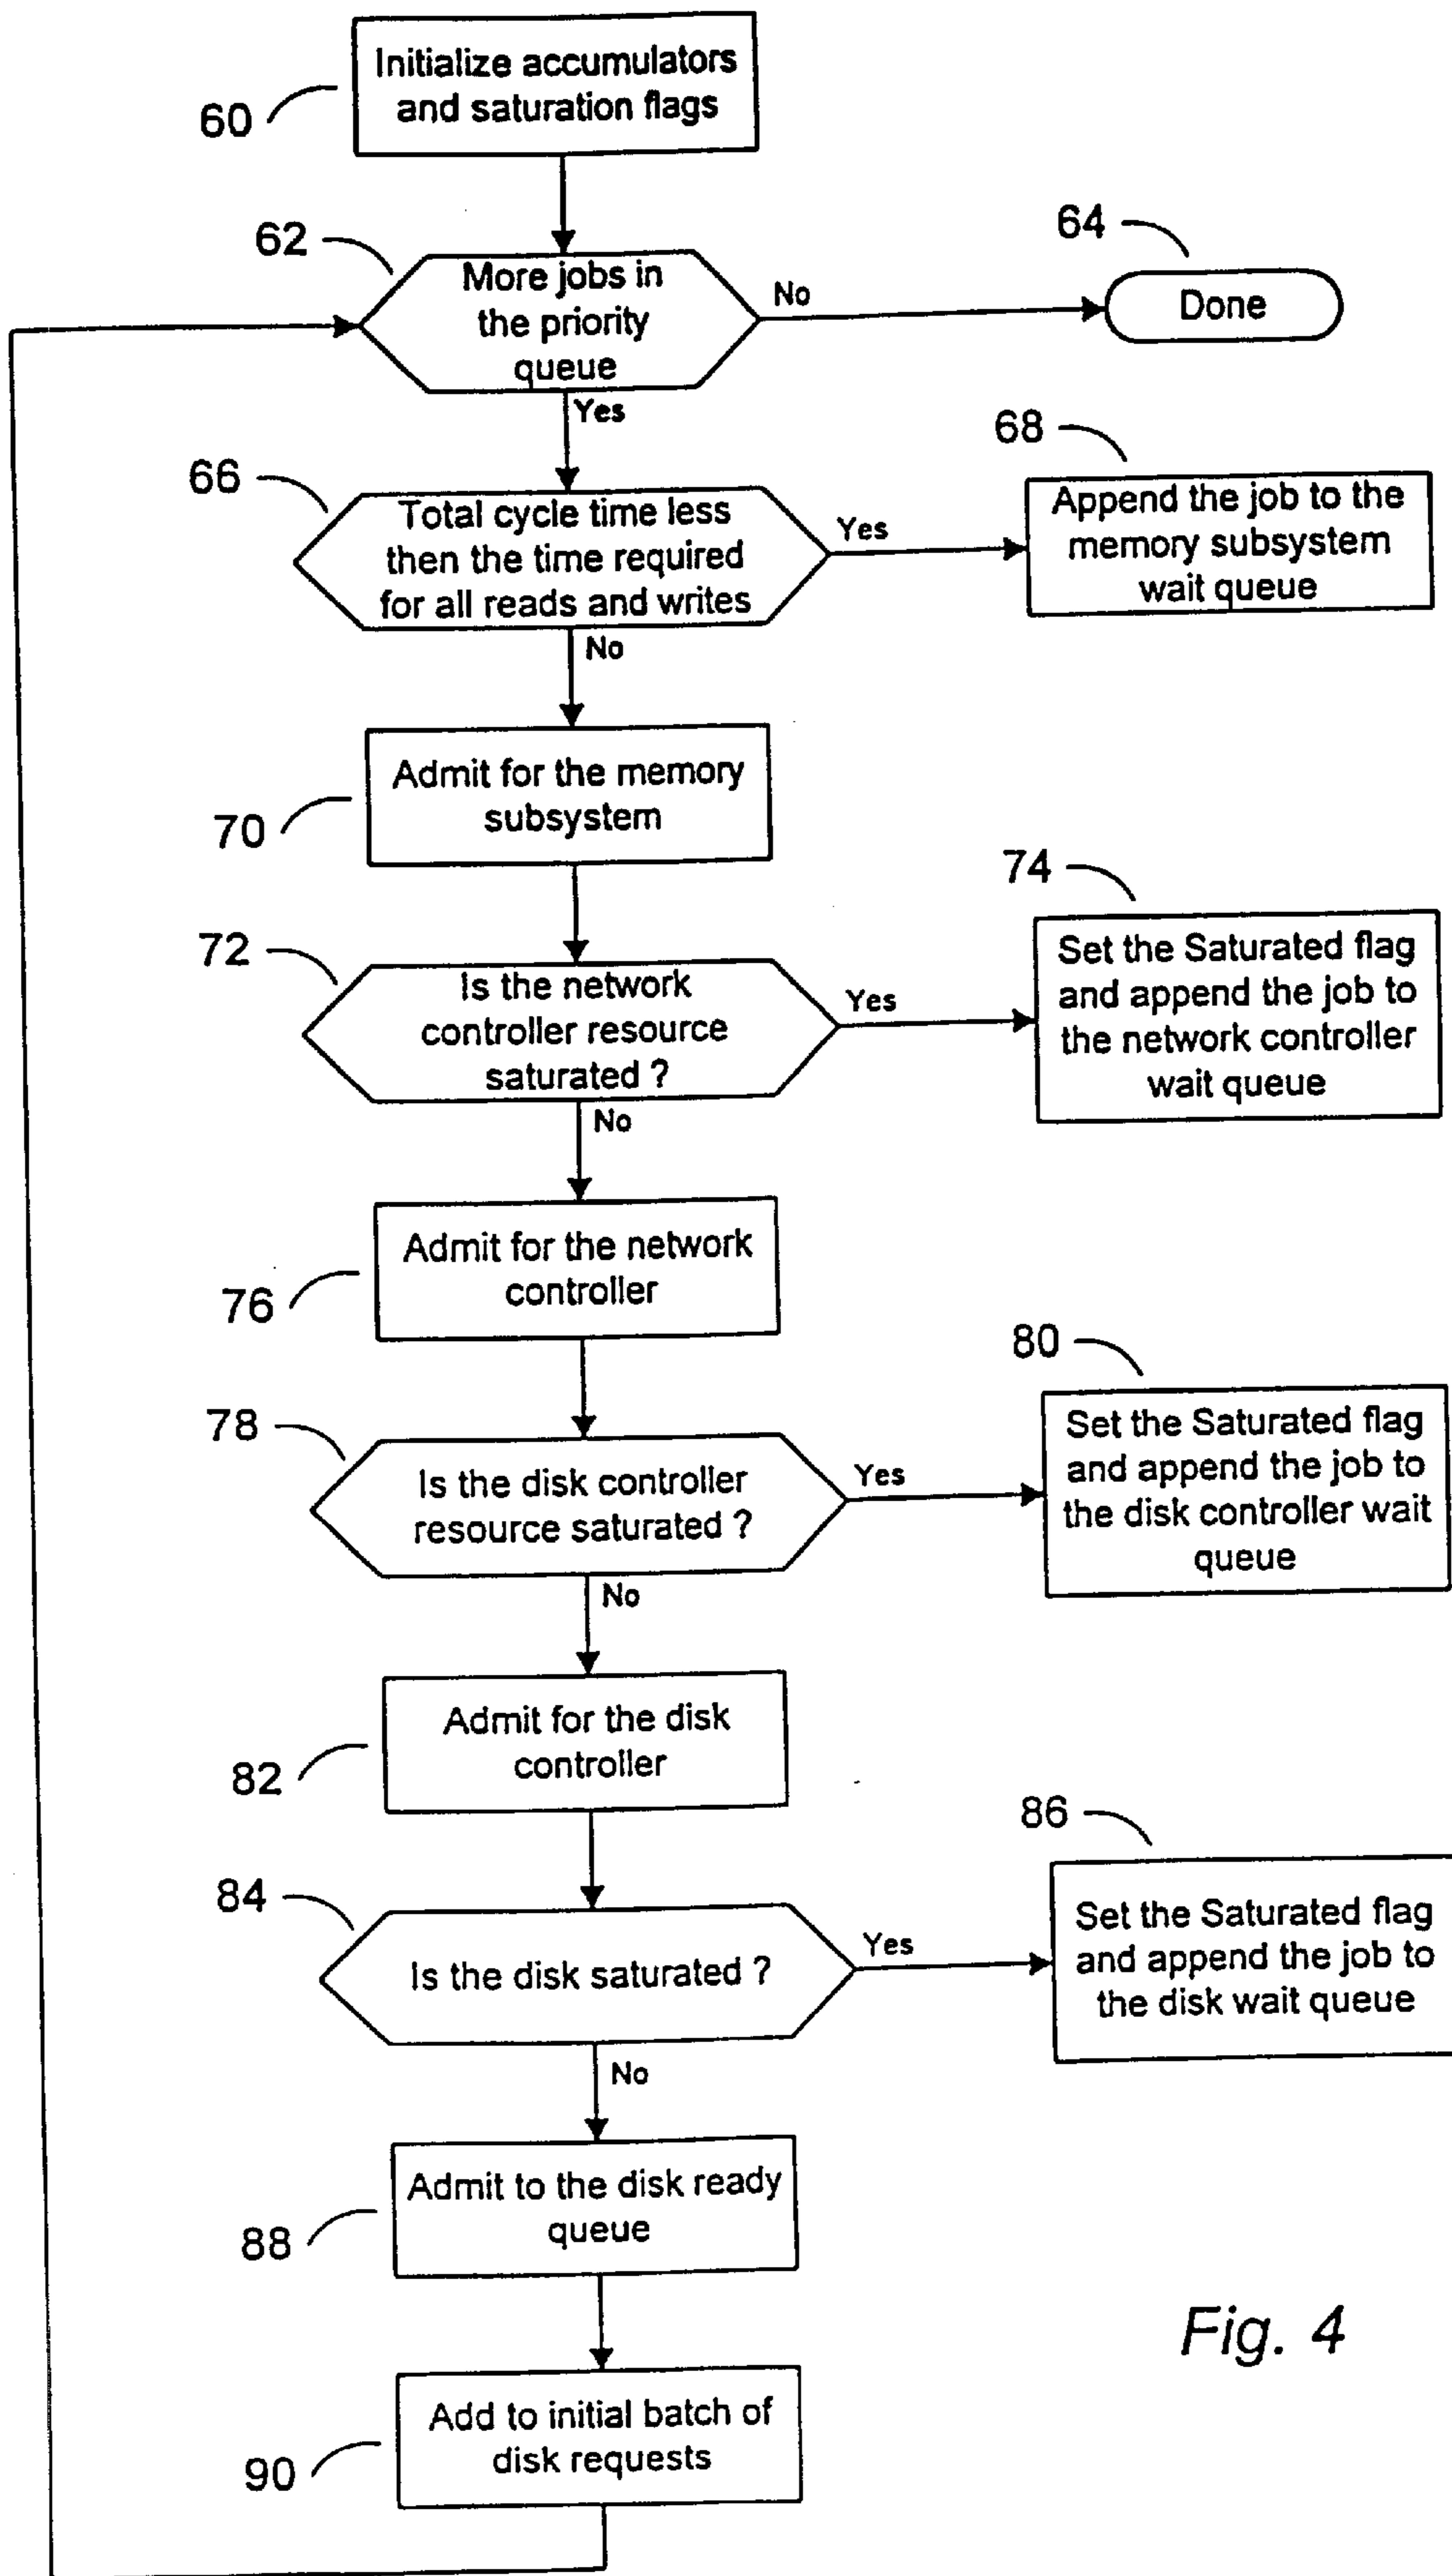 Initialize accumulators
and saturation flags
60
62
More jobs in
the priority
queue
No
64
Done
Yes
66
Total cycle time less
then the time required
for all reads and writes
Yes
68
Append the job to the
memory subsystem
wait queue
No
70
Admit for the memory
subsystem
72
Is the network
controller resource
saturated ?
Yes
74
Set the Saturated flag
and append the job to
the network controller
wait queue
No
76
Admit for the network
controller
78
Is the disk controller
resource saturated ?
Yes
80
Set the Saturated flag
and append the job to
the disk controller wait
queue
No
82
Admit for the disk
controller
84
Is the disk saturated ?
Yes
86
Set the Saturated flag
and append the job to
the disk wait queue
No
88
Admit to the disk ready
queue
90
Add to initial batch of
disk requests
Fig. 4